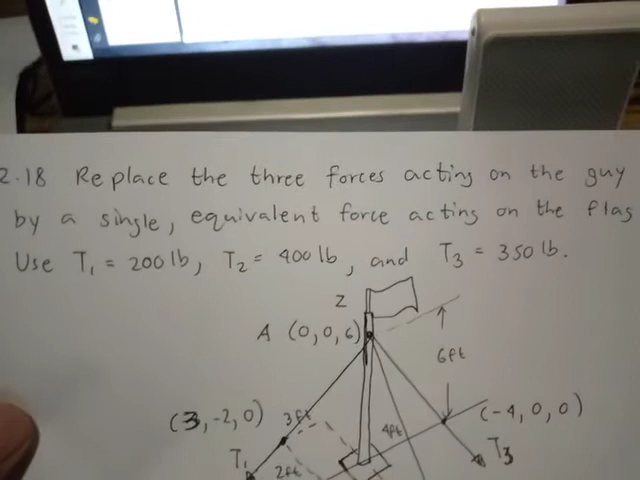 2.18 Replace the three forces acting on the guy
by a single, equivalent force acting on the flag
Use T1 = 200 lb, T2 = 400 lb, and T3 = 350 lb.
Z
A (0,0,6)
6ft
(3,-2,0)
3ft
(-4,0,0)
4ft
T1
2ft
T3